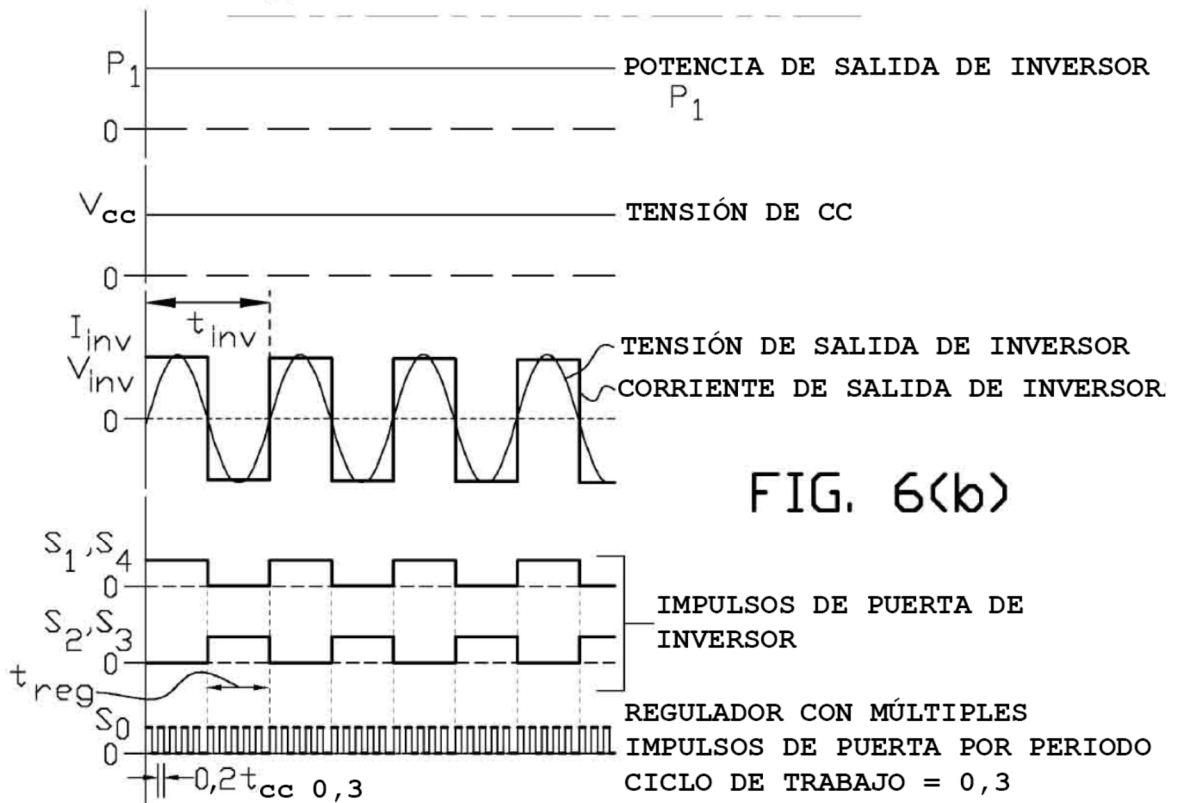 P1 POTENCIA DE SALIDA DE INVERSOR
P1
0
Vcc TENSIÓN DE CC
0
tinv
Iinv
Vinv
TENSIÓN DE SALIDA DE INVERSOR
CORRIENTE DE SALIDA DE INVERSOR
0
FIG. 6(b)
S1,S4
0
IMPULSOS DE PUERTA DE
INVERSOR
S2,S3
0
treg
S0
0
REGULADOR CON MÚLTIPLES
IMPULSOS DE PUERTA POR PERIODO
CICLO DE TRABAJO = 0,3
0,2tcc 0,3